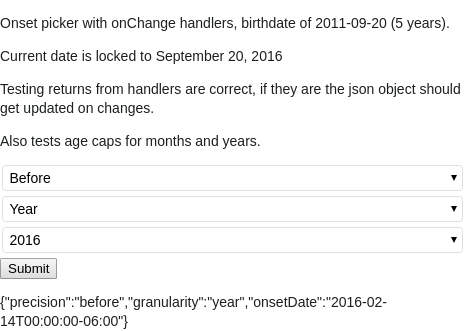 Onset picker with onChange handlers, birthdate of 2011-09-20 (5 years).
Current date is locked to September 20, 2016
Testing returns from handlers are correct, if they are the json object should
get updated on changes.
Also tests age caps for months and years.
Before
Year
2016
Submit
{"precision":"before","granularity":"year","onsetDate":"2016-02-
14T00:00:00-06:00"}